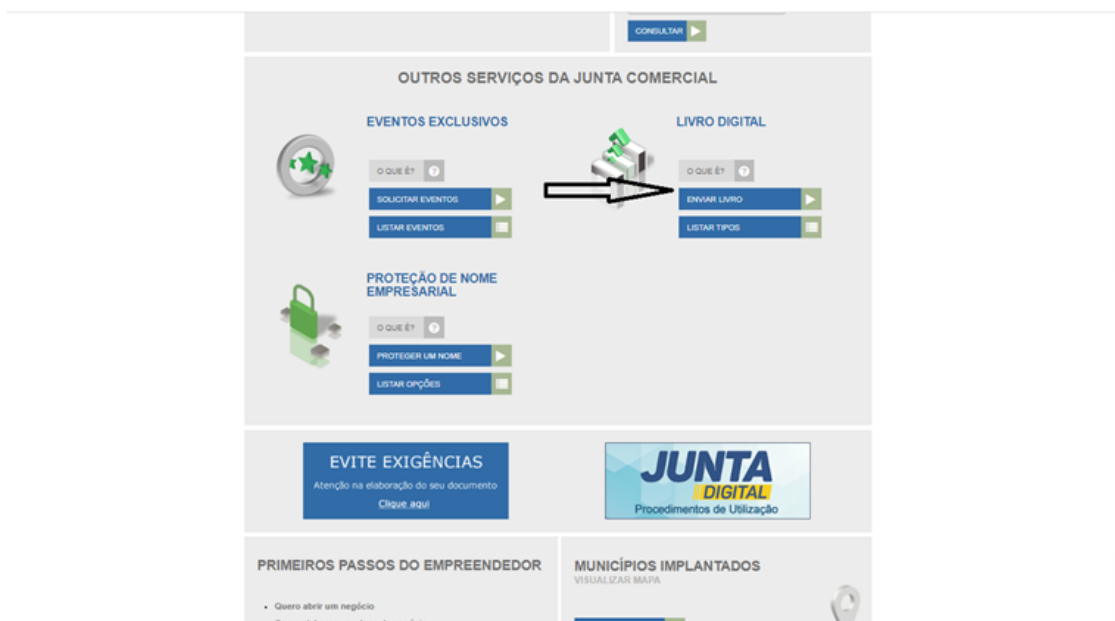 CONSULTAR
OUTROS SERVIÇOS DA JUNTA COMERCIAL
EVENTOS EXCLUSIVOS
O QUE É? ?
SOLICITAR EVENTOS
LISTAR EVENTOS
LIVRO DIGITAL
O QUE É? ?
ENVIAR LIVRO
LISTAR TIPOS
PROTEÇÃO DE NOME
EMPRESARIAL
O QUE É? ?
PROTEGER UM NOME
LISTAR OPÇÕES
EVITE EXIGÊNCIAS
Atenção na elaboração do seu documento
Clique aqui
JUNTA
DIGITAL
Procedimentos de Utilização
PRIMEIROS PASSOS DO EMPREENDEDOR
• Quero abrir um negócio
MUNICÍPIOS IMPLANTADOS
VISUALIZAR MAPA